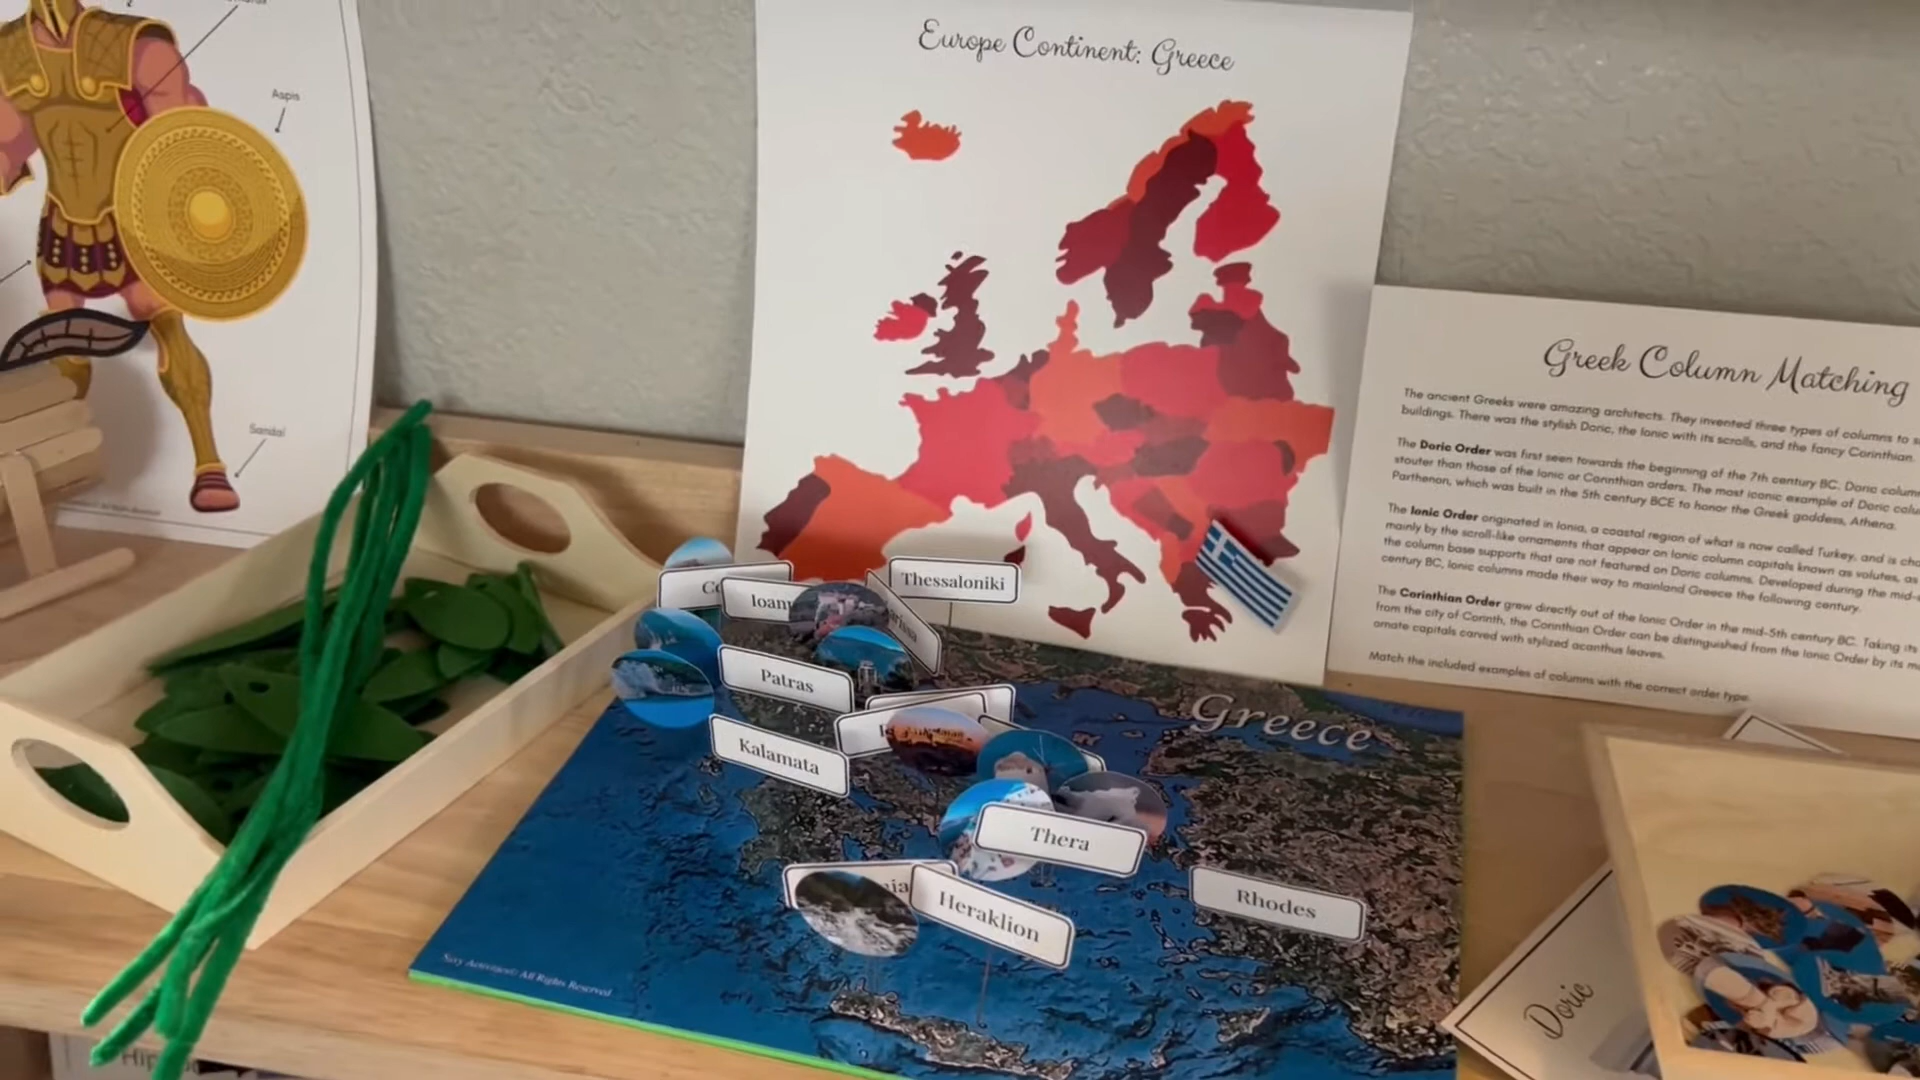 Aspis
Sandal
Europe Continent: Greece
Greek Column Matching
The ancient Greeks were amazing architects. They invented three types of columns to
buildings. There was the stylish Doric, the Ionic with its scrolls, and the fancy Corinthian.
The Doric Order was first seen towards the beginning of the 7th century BC. Doric
stouter than those of the Ionic or Corinthian orders. The most iconic example of Doric
Parthenon, which was built in the 5th century BCE to honor the Greek goddess, Athena.
The Ionic Order originated in Ionia, a coastal region of what is now called Turkey, and is
mainly by the scroll-like ornaments that appear on Ionic column capitals known as volutes, as
the column base supports that are not featured on Doric columns. Developed during the
century BC, Ionic columns made their way to mainland Greece the following century.
The Corinthian Order grew directly out of the Ionic Order in the mid-5th century BC. Taking its
from the city of Corinth, the Corinthian Order can be distinguished from the Ionic Order by its
ornate capitals carved with stylized acanthus leaves.
Match the included examples of columns with the correct order type.
Thessaloniki
Patras
Kalamata
Greece
Thera
Heraklion
Rhodes
All Rights Reserved
Doric